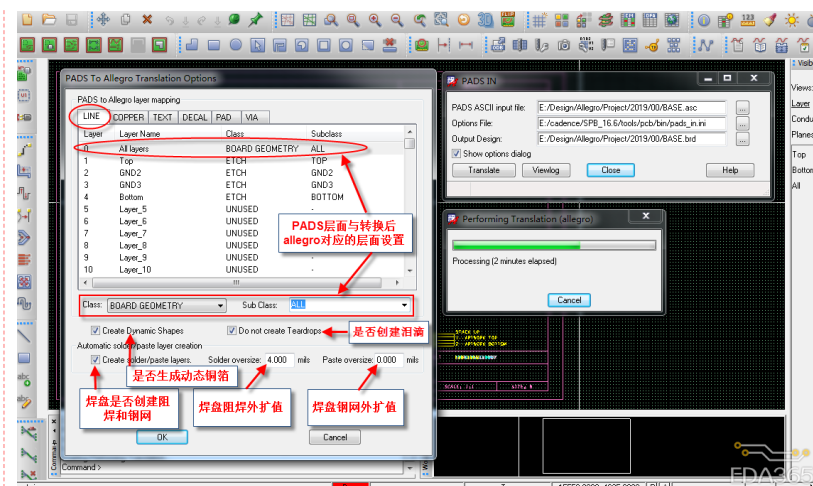 PADS To Allegro Translation Options
PADS to Allegro layer mapping
LINE COPPER TEXT DECAL PAD VIA
Layer Layer Name Class Subclass
0 All layers BOARD GEOMETRY ALL
1 Top ETCH TOP
2 GND2 ETCH GND2
3 GND3 ETCH GND3
4 Bottom ETCH BOTTOM
5 Layer_5 UNUSED -
6 Layer_6 UNUSED
7 Layer_7 UNUSED
8 Layer_8 UNUSED
9 Layer_9 UNUSED
10 Layer_10 UNUSED -
PADS层面与转换后
allegro对应的层面设置
Class: BOARD GEOMETRY Sub Class: ALL
Create Dynamic Shapes Do not create Teardrops
是否创建泪滴
Automatic solder/paste layer creation
Create solder/paste layers. Solder oversize: 4.000 mils Paste oversize: 0.000 mils
是否生成动态铜箔
焊盘是否创建阻
焊和钢网
焊盘阻焊外扩值
焊盘钢网外扩值
OK Cancel
Command >
PADS IN
PADS ASCII input file: E:/Design/Allegro/Project/2019/00/BASE.asc ...
Options File: E:/cadence/SPB_16.6/tools/pcb/bin/pads_in.ini ...
Output Design: E:/Design/Allegro/Project/2019/00/BASE.brd ...
Show options dialog
Translate Viewlog Close Help
Performing Translation (allegro)
Processing (2 minutes elapsed)
Cancel
STACK UP
Visib
Views:
Layer
Condu
Planes
Top
Bottom
All
EDA365